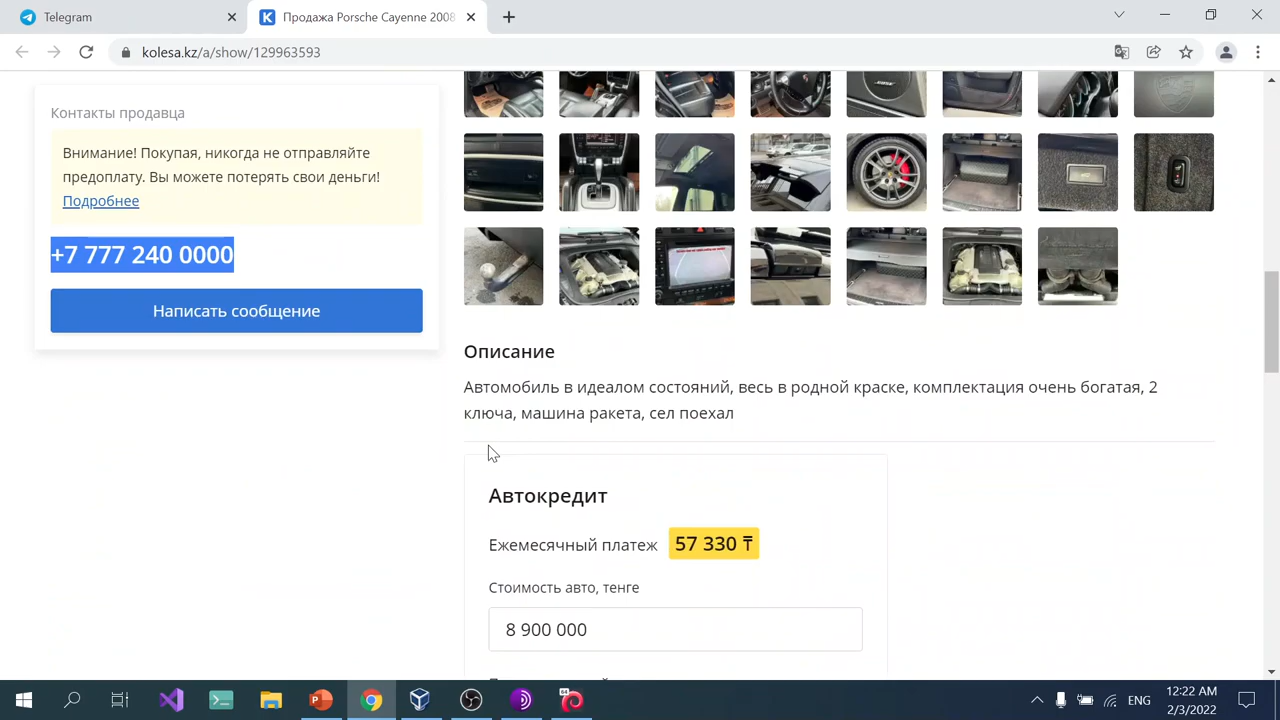 Telegram
Продажа Porsche Cayenne 2008
kolesa.kz/a/show/129963593
Контакты продавца
Внимание! Покупая, никогда не отправляйте
предоплату. Вы можете потерять свои деньги!
Подробнее
+7 777 240 0000
Написать сообщение
Описание
Автомобиль в идеалом состояний, весь в родной краске, комплектация очень богатая, 2
ключа, машина ракета, сел поехал
Автокредит
Ежемесячный платеж 57 330 ₸
Стоимость авто, тенге
8 900 000
64
ENG
12:22 AM
2/3/2022